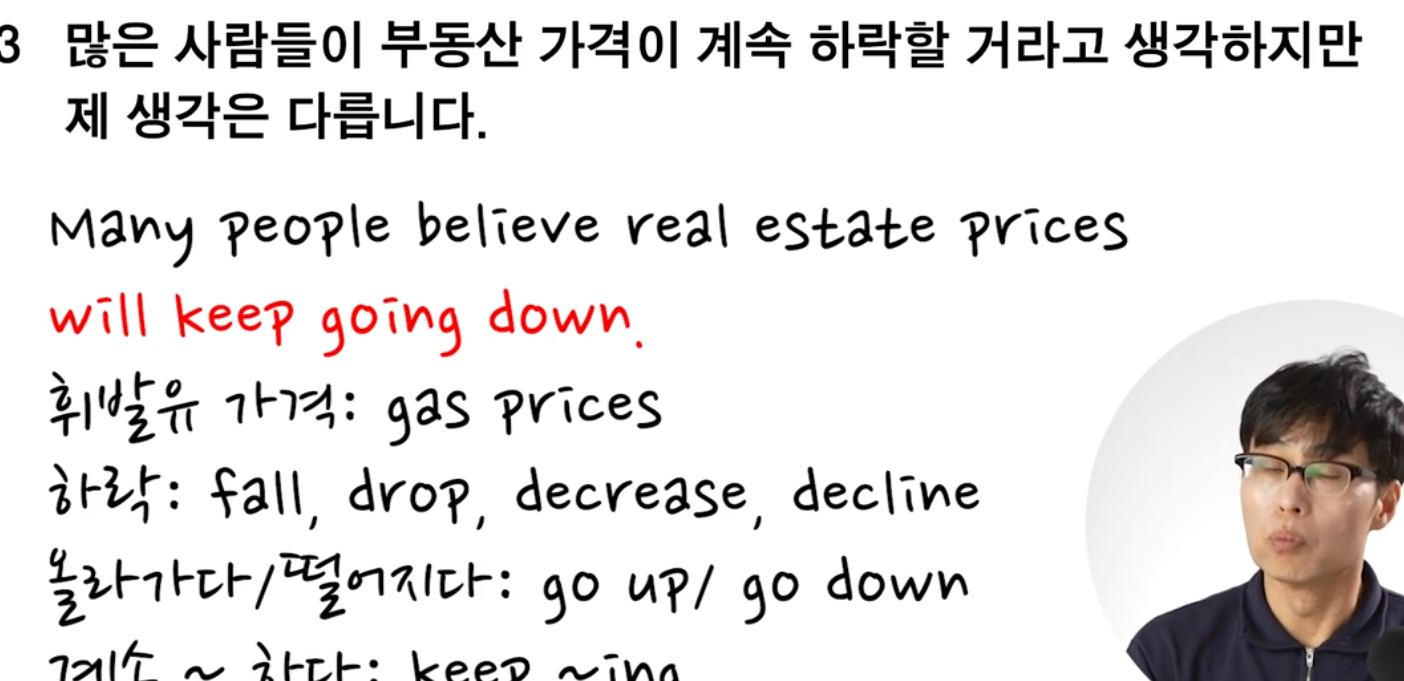 3 많은 사람들이 부동산 가격이 계속 하락할 거라고 생각하지만
제 생각은 다릅니다.
Many people believe real estate prices
will keep going down.
휘발유 가격: gas prices
하락: fall, drop, decrease, decline
올라가다/떨어지다: go up/ go down
계속 ~ 하다: keep ~ing